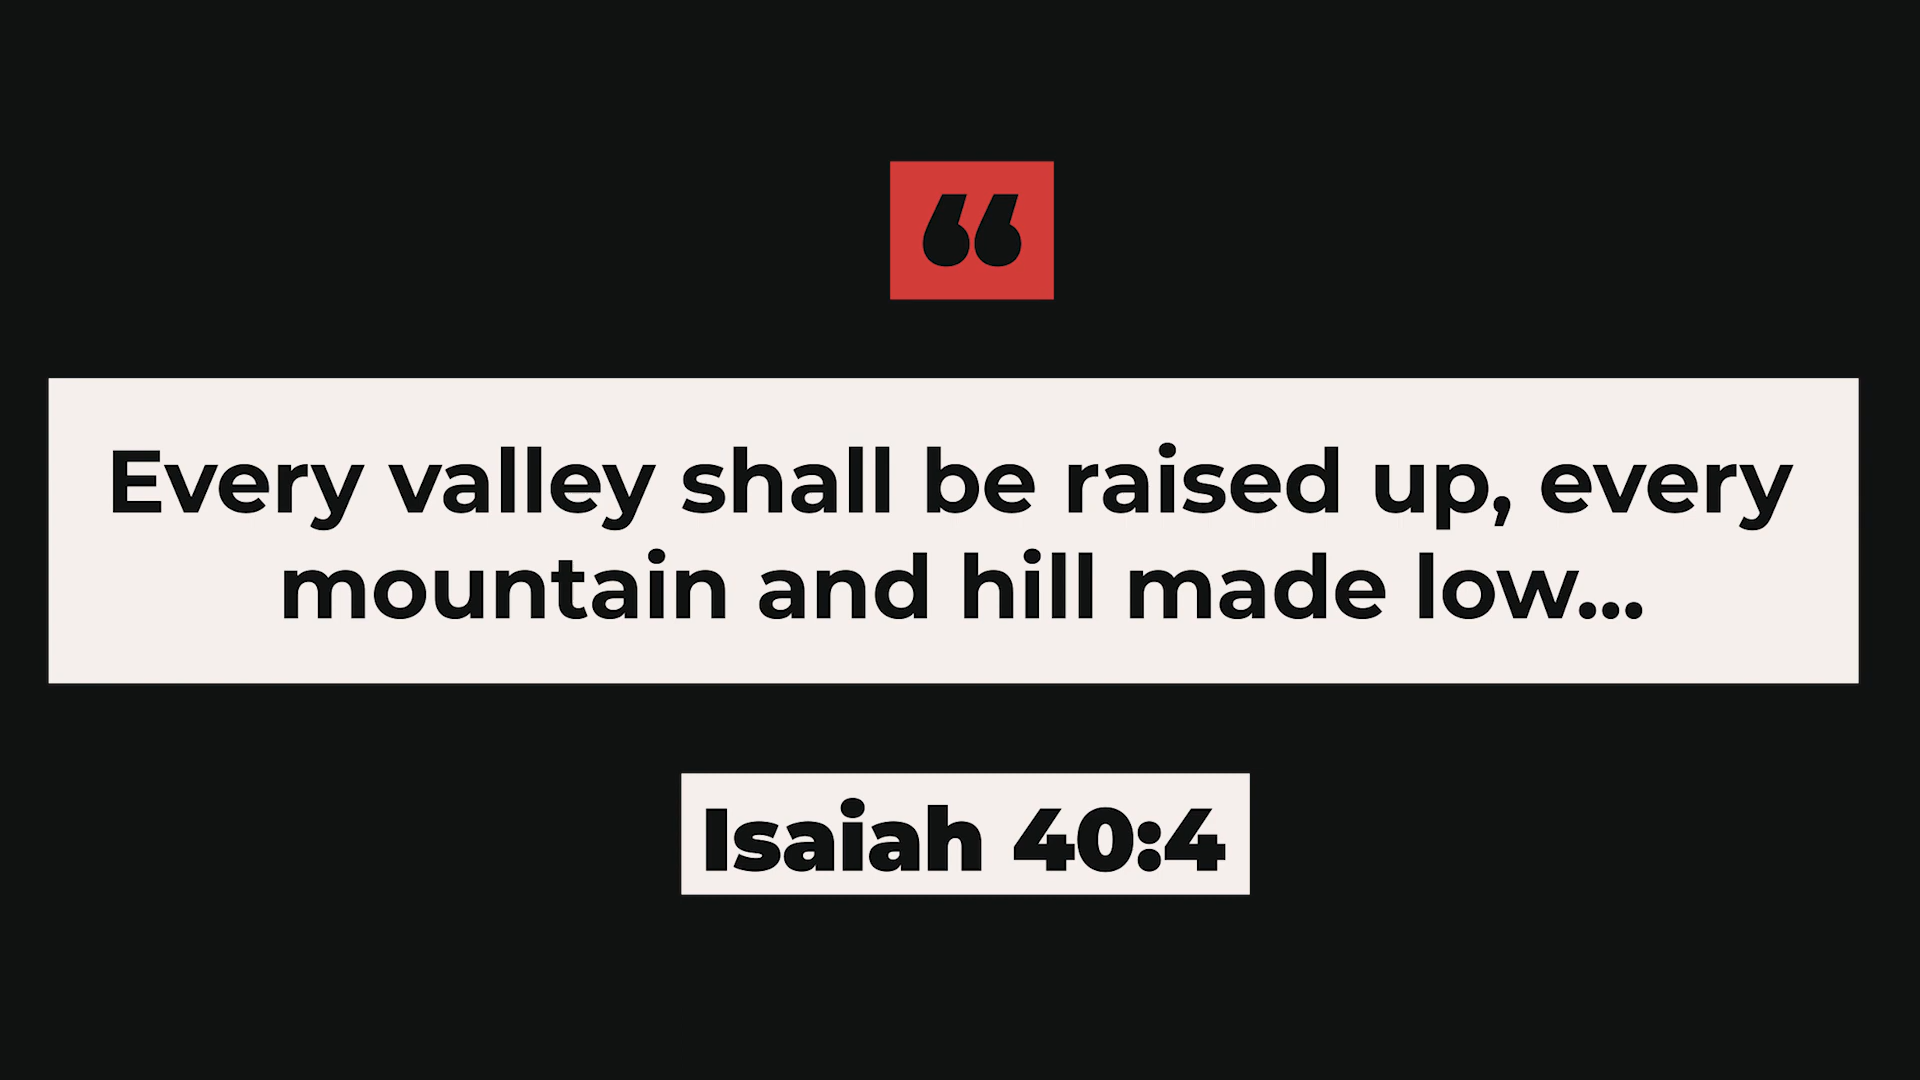 “
Every valley shall be raised up, every
mountain and hill made low...
Isaiah 40:4